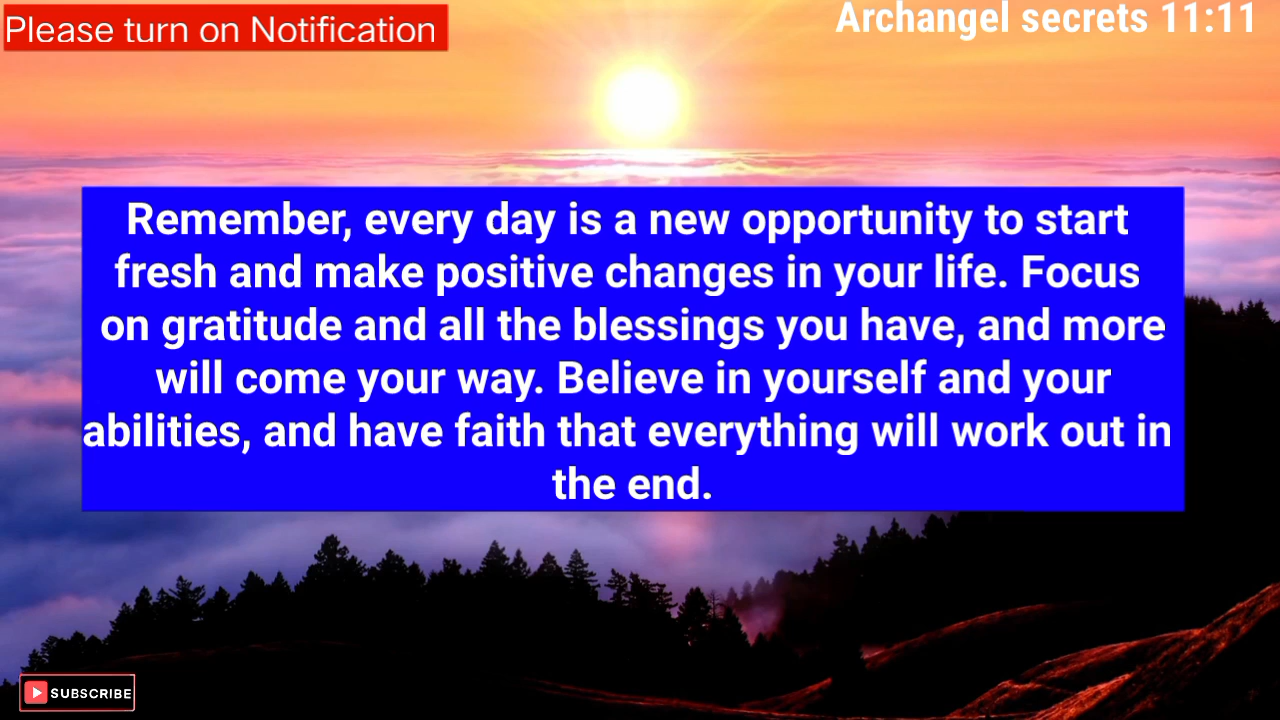 Please turn on Notification
Archangel secrets 11:11
Remember, every day is a new opportunity to start
fresh and make positive changes in your life. Focus
on gratitude and all the blessings you have, and more
will come your way. Believe in yourself and your
abilities, and have faith that everything will work out in
the end.
SUBSCRIBE